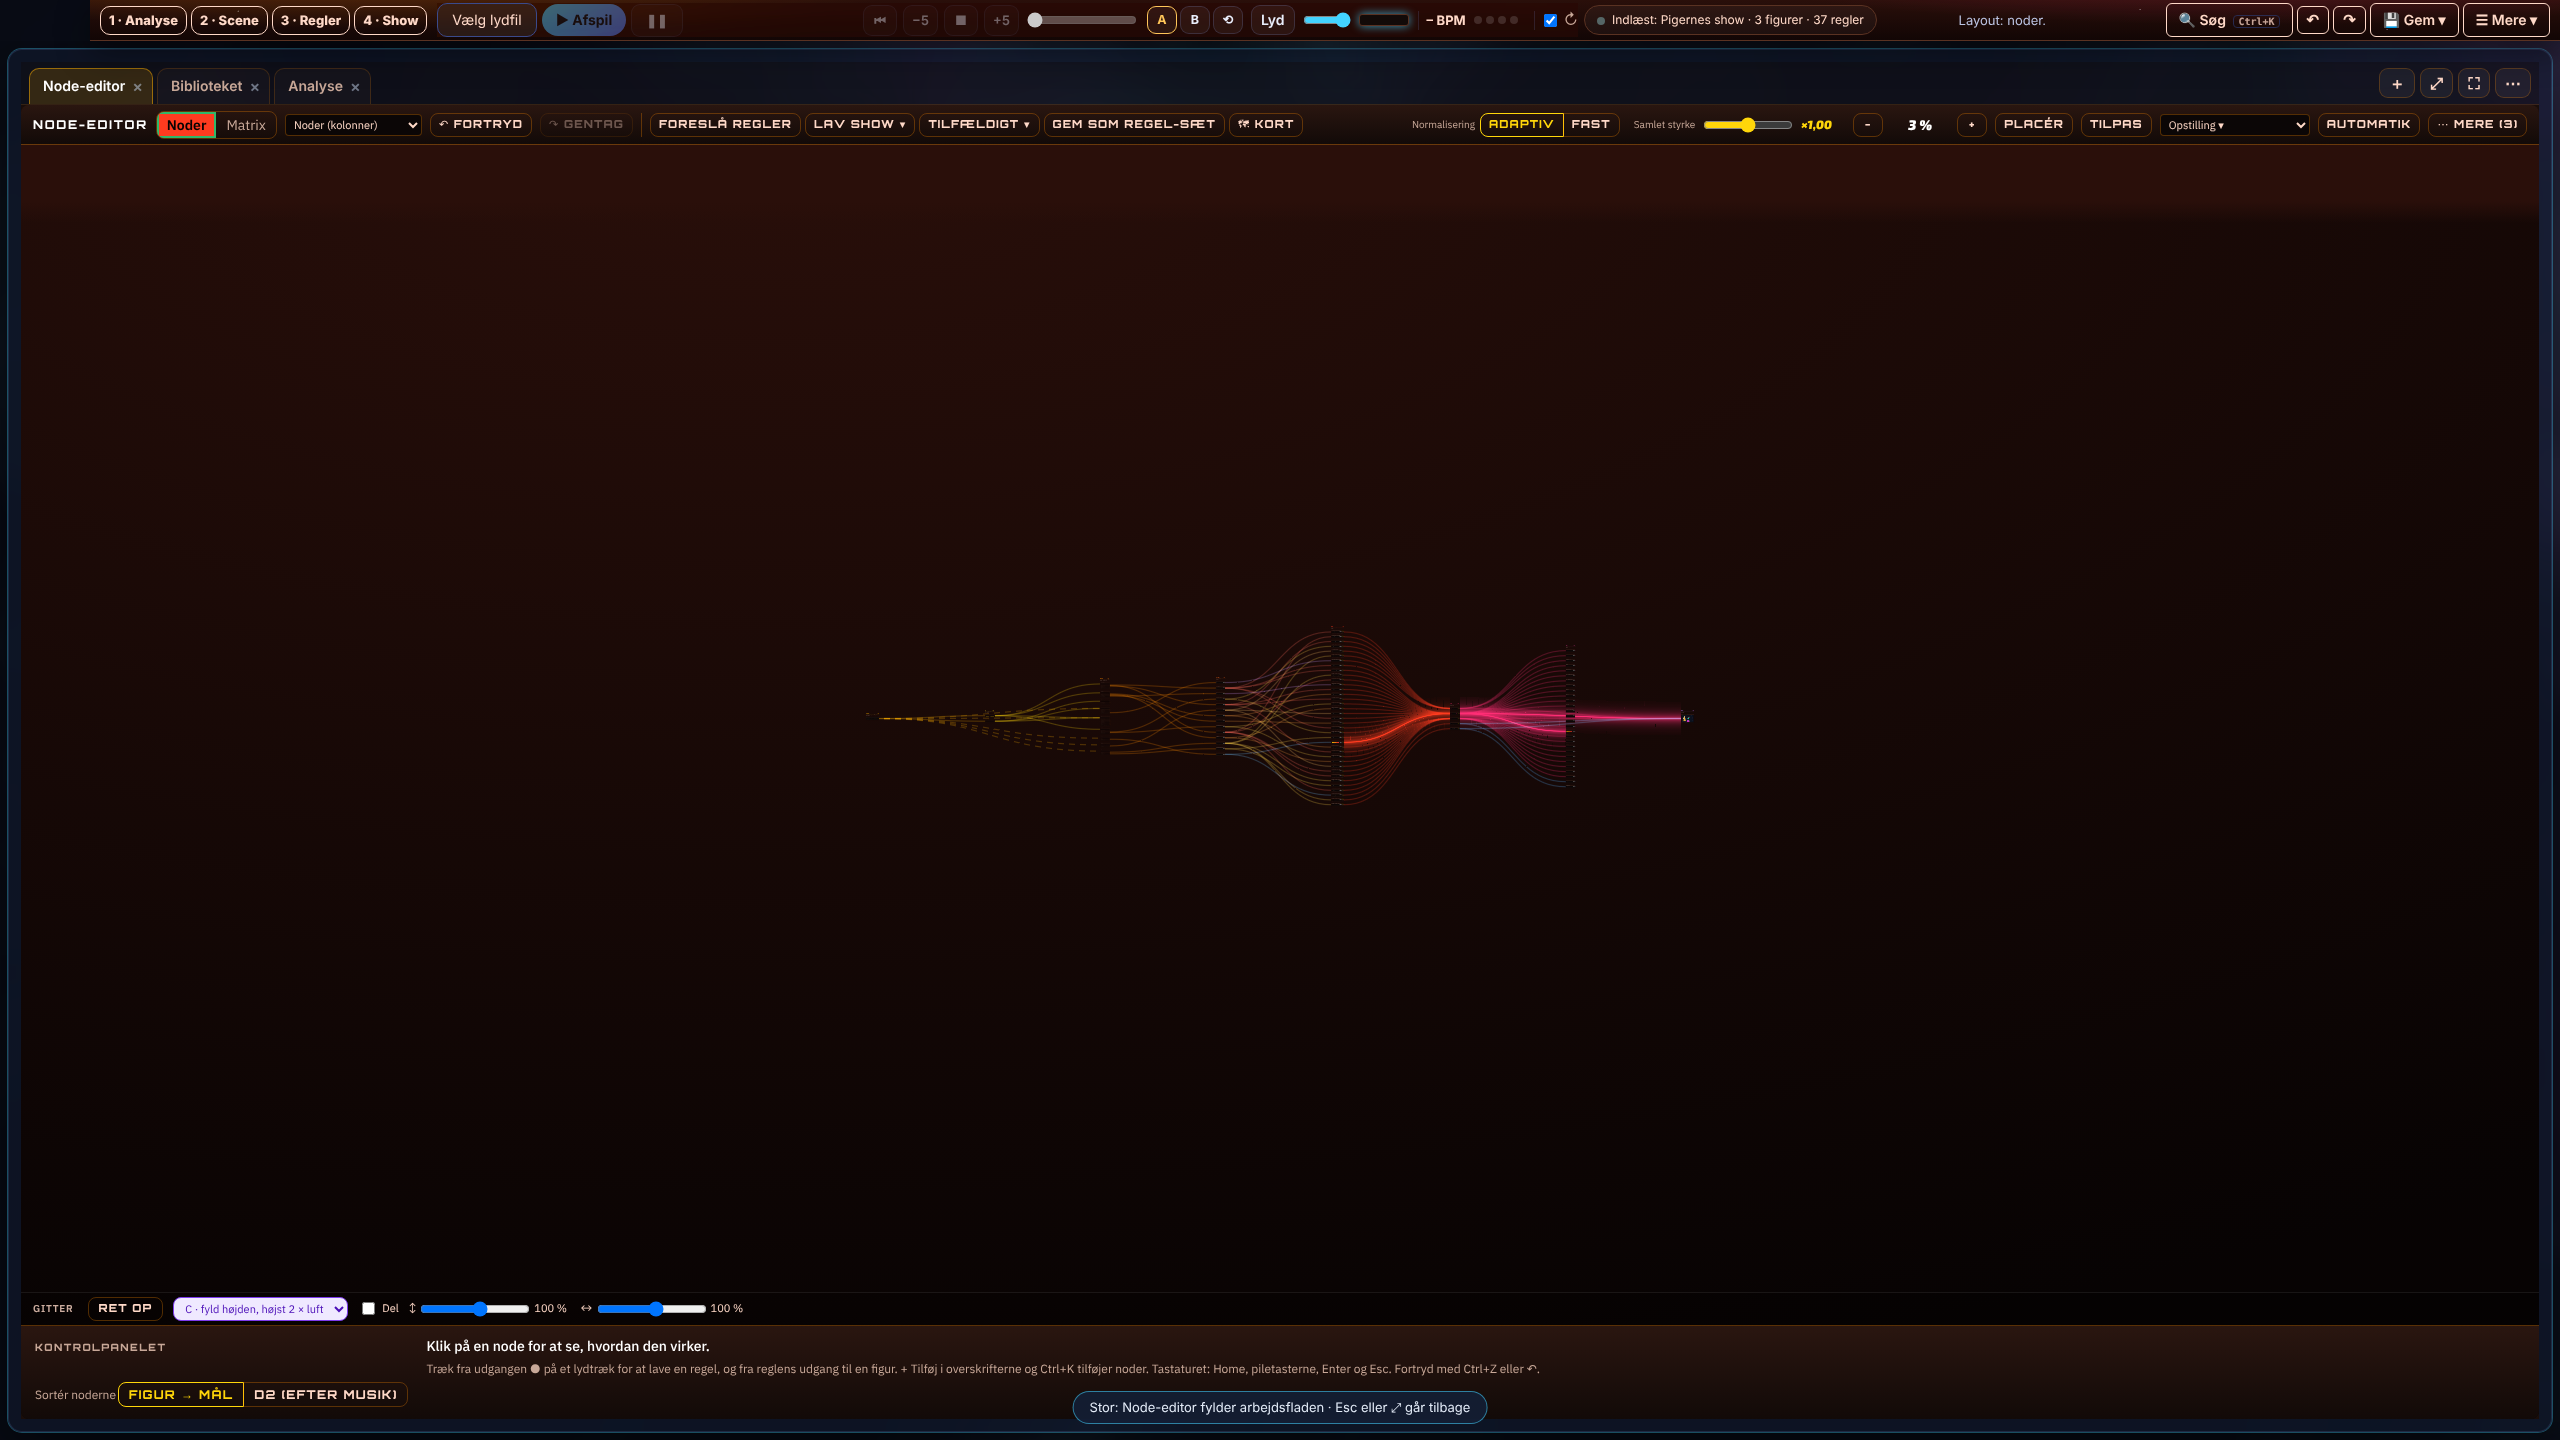 1 · Analyse 2 · Scene 3 · Regler 4 · Show Vælg lydfil ▶ Afspil ❚❚ ⏮ −5 ■ +5 A B ⟲ Lyd – BPM ↻ Indlæst: Pigernes show · 3 figurer · 37 regler Layout: noder. 🔍 Søg Ctrl+K ↶ ↷ 💾 Gem ▾ ☰ Mere ▾
Node-editor × Biblioteket × Analyse × + ⤢ ⛶ ⋯
NODE-EDITOR Noder Matrix Noder (kolonner) ↶ FORTRYD ↷ GENTAG FORESLÅ REGLER LAV SHOW ▾ TILFÆLDIGT ▾ GEM SOM REGEL-SÆT 🗺 KORT Normalisering ADAPTIV FAST Samlet styrke ×1,00 − 3 % + PLACÉR TILPAS Opstilling ▾ AUTOMATIK ⋯ MERE (3)
GITTER RET OP C · fyld højden, højst 2 × luft Del ↕ 100 % ↔ 100 %
KONTROLPANELET Klik på en node for at se, hvordan den virker.
Træk fra udgangen ● på et lydtræk for at lave en regel, og fra reglens udgang til en figur. + Tilføj i overskrifterne og Ctrl+K tilføjer noder. Tastaturet: Home, piletasterne, Enter og Esc. Fortryd med Ctrl+Z eller ↶.
Sortér noderne FIGUR → MÅL D2 (EFTER MUSIK)
Stor: Node-editor fylder arbejdsfladen · Esc eller ⤢ går tilbage